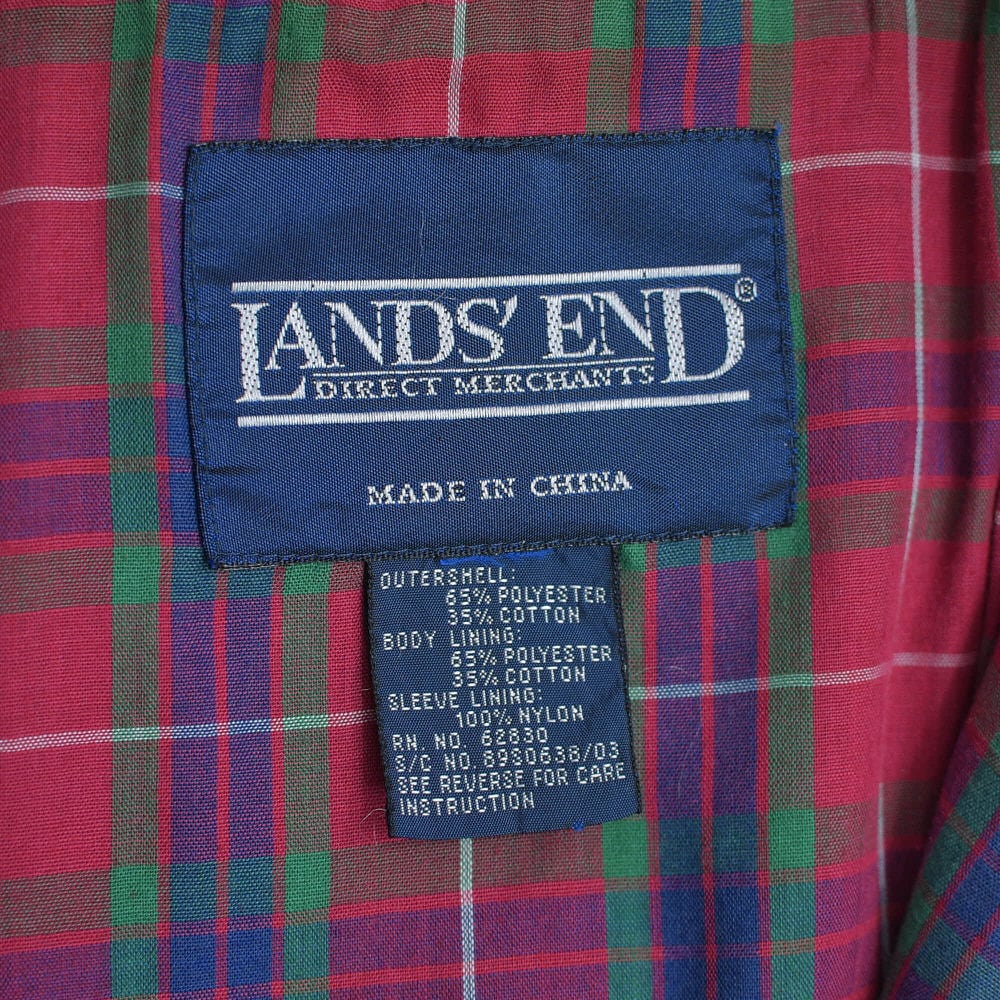 LANDS' END®
DIRECT MERCHANTS
MADE IN CHINA
OUTERSHELL:
65% POLYESTER
35% COTTON
BODY LINING:
65% POLYESTER
35% COTTON
SLEEVE LINING:
100% NYLON
RN. NO. 62830
S/C NO. 8930638/03
SEE REVERSE FOR CARE
INSTRUCTION